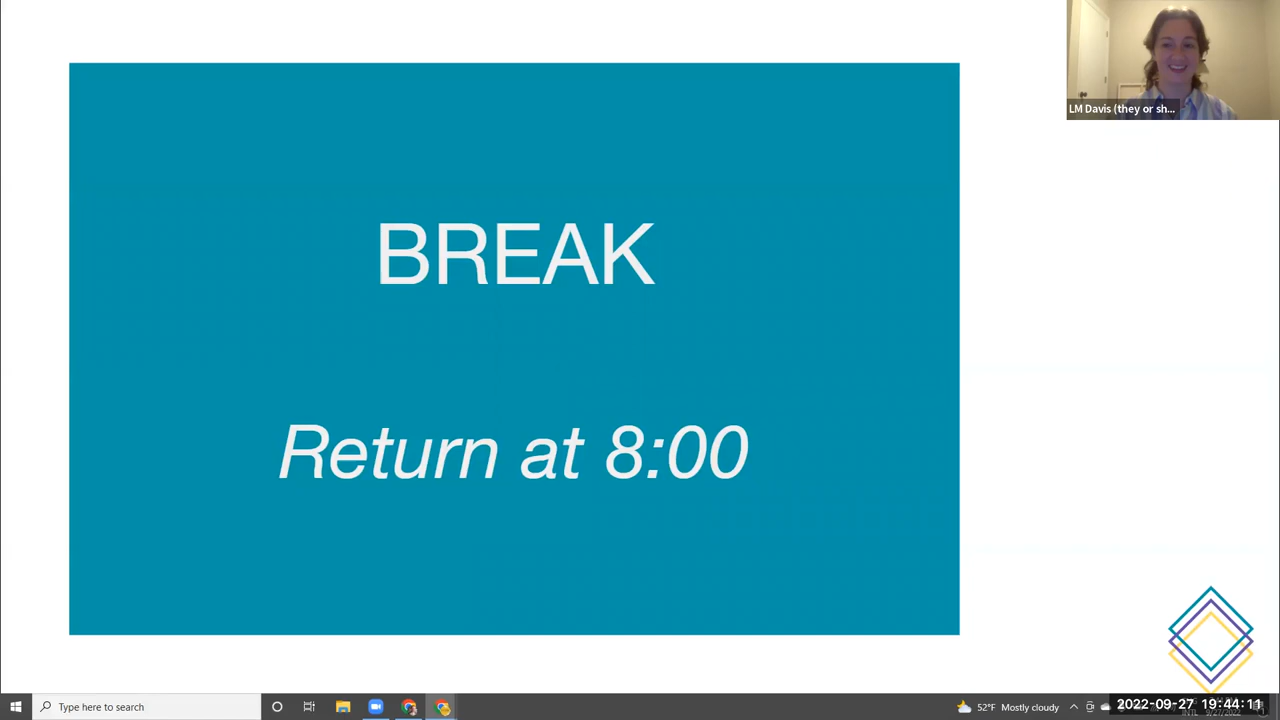 LM Davis (they or sh...
BREAK
Return at 8:00
Type here to search
52°F Mostly cloudy
2022-09-27 19:44:11